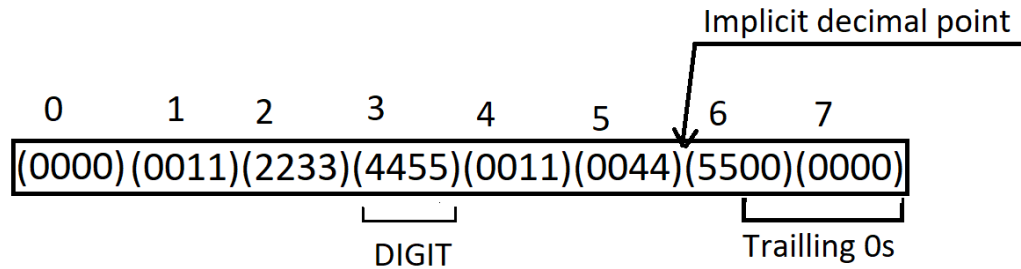 Implicit decimal point
0 1 2 3 4 5 6 7
(0000)(0011)(2233)(4455)(0011)(0044)(5500)(0000)
DIGIT
Trailling 0s